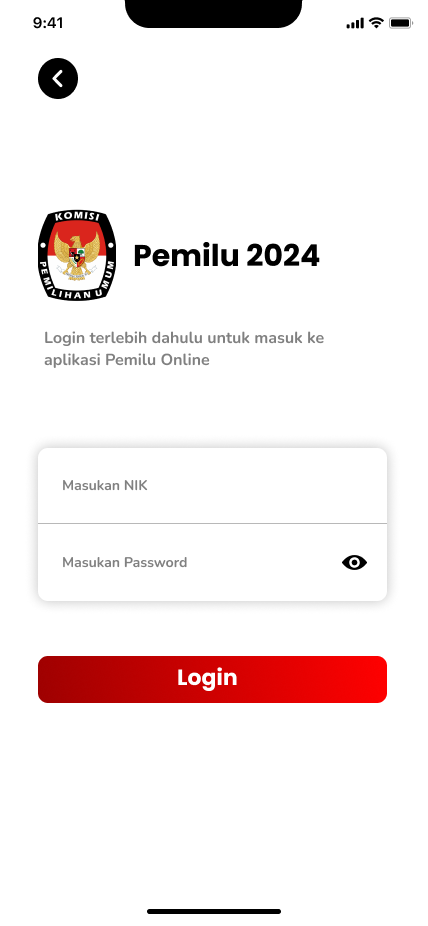 9:41
KOMISI
PEMILIHAN UMUM
Pemilu 2024
Login terlebih dahulu untuk masuk ke
aplikasi Pemilu Online
Masukan NIK
Masukan Password
Login